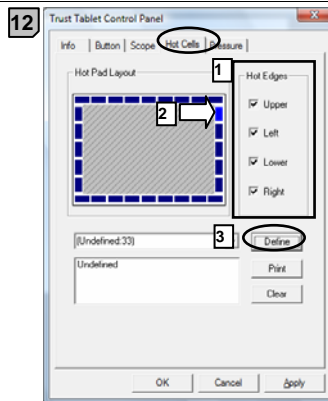 12
Trust Tablet Control Panel
Info Button Scope Hot Cells Pressure
Hot Pad Layout
1
Hot Edges
Upper
2
Left
Lower
Right
(Undefined:33)
3
Define
Undefined
Print
Clear
OK Cancel Apply